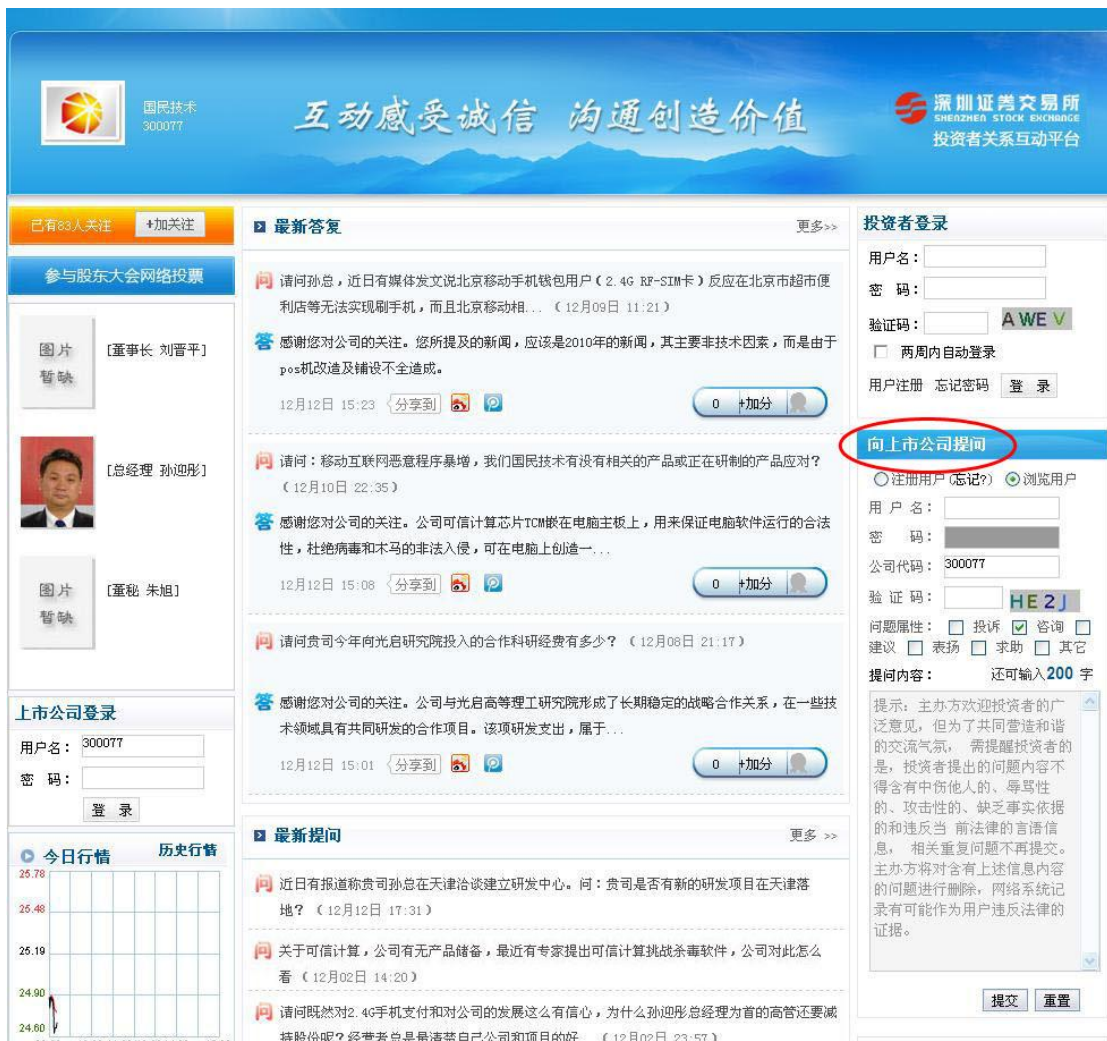 国民技术
300077
互动感受诚信 沟通创造价值
深圳证券交易所
SHENZHEN STOCK EXCHANGE
投资者关系互动平台
已有83人关注 +加关注
参与股东大会网络投票
图片
暂缺
[董事长 刘晋平]
[总经理 孙迎彤]
图片
暂缺
[董秘 朱旭]
上市公司登录
用户名: 300077
密 码:
登 录
今日行情 历史行情
25.78
25.48
25.19
24.90
24.60
最新答复 更多>>
问 请问孙总,近日有媒体发文说北京移动手机钱包用户(2.4G RF-SIM卡)反应在北京市超市便
利店等无法实现刷手机,而且北京移动相... (12月09日 11:21)
答 感谢您对公司的关注。您所提及的新闻,应该是2010年的新闻,其主要非技术因素,而是由于
pos机改造及铺设不全造成。
12月12日 15:23 分享到 0 +加分
问 请问:移动互联网恶意程序暴增,我们国民技术有没有相关的产品或正在研制的产品应对?
(12月10日 22:35)
答 感谢您对公司的关注。公司可信计算芯片TCM嵌在电脑主板上,用来保证电脑软件运行的合法
性,杜绝病毒和木马的非法入侵,可在电脑上创造一...
12月12日 15:08 分享到 0 +加分
问 请问贵司今年向光启研究院投入的合作科研经费有多少? (12月08日 21:17)
答 感谢您对公司的关注。公司与光启高等理工研究院形成了长期稳定的战略合作关系,在一些技
术领域具有共同研发的合作项目。该项研发支出,属于...
12月12日 15:01 分享到 0 +加分
最新提问 更多 >>
问 近日有报道称贵司孙总在天津洽谈建立研发中心。问:贵司是否有新的研发项目在天津落
地? (12月12日 17:31)
问 关于可信计算,公司有无产品储备,最近有专家提出可信计算挑战杀毒软件,公司对此怎么
看 (12月02日 14:20)
问 请问既然对2.4G手机支付和对公司的发展这么有信心,为什么孙迎彤总经理为首的高管还要减
持股份呢?经营者总是最清楚自己公司和项目的好... (12月02日 23:57)
投资者登录
用户名:
密 码:
验证码: AWEV
两周内自动登录
用户注册 忘记密码 登 录
向上市公司提问
注册用户(忘记?) 浏览用户
用 户 名:
密 码:
公司代码: 300077
验 证 码: HE2J
问题属性: 投诉 咨询
建议 表扬 求助 其它
提问内容: 还可输入200 字
提示: 主办方欢迎投资者的广
泛意见,但为了共同营造和谐
的交流气氛, 需提醒投资者的
是,投资者提出的问题内容不
得含有中伤他人的、辱骂性
的、攻击性的、缺乏事实依据
的和违反当 前法律的言语信
息, 相关重复问题不再提交。
主办方将对含有上述信息内容
的问题进行删除,网络系统记
录有可能作为用户违反法律的
证据。
提交 重置